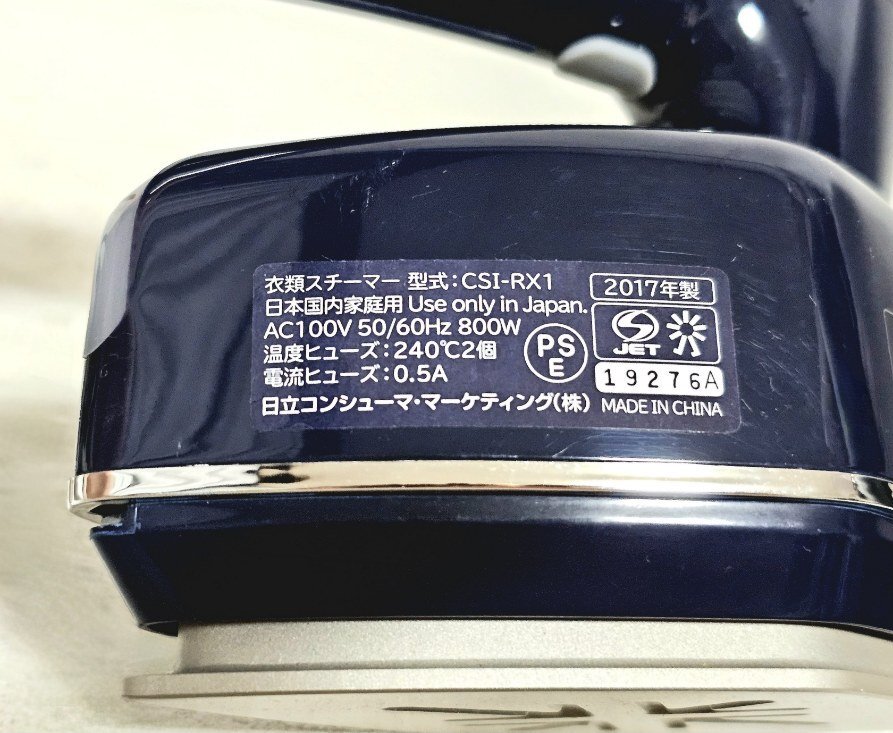 衣類スチーマー 型式:CSI-RX1
2017年製
日本国内家庭用 Use only in Japan.
AC100V 50/60Hz 800W
温度ヒューズ:240℃2個
電流ヒューズ:0.5A
PS
E
JET
19276A
日立コンシューマ・マーケティング(株)
MADE IN CHINA